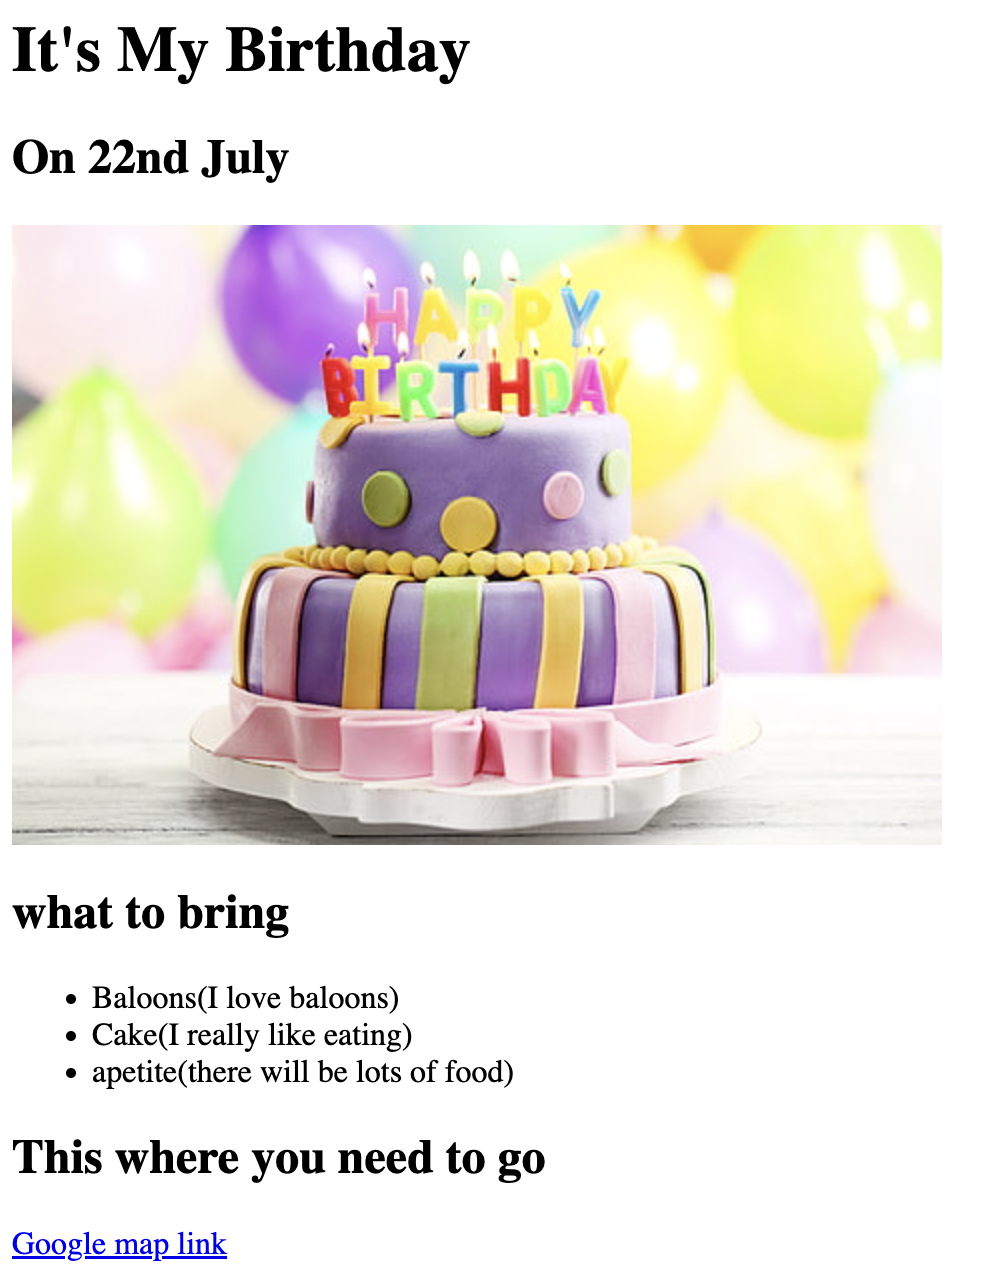 It's My Birthday
On 22nd July
HAPPY
BIRTHDAY
what to bring
Baloons(I love baloons)
Cake(I really like eating)
apetite(there will be lots of food)
This where you need to go
Google map link